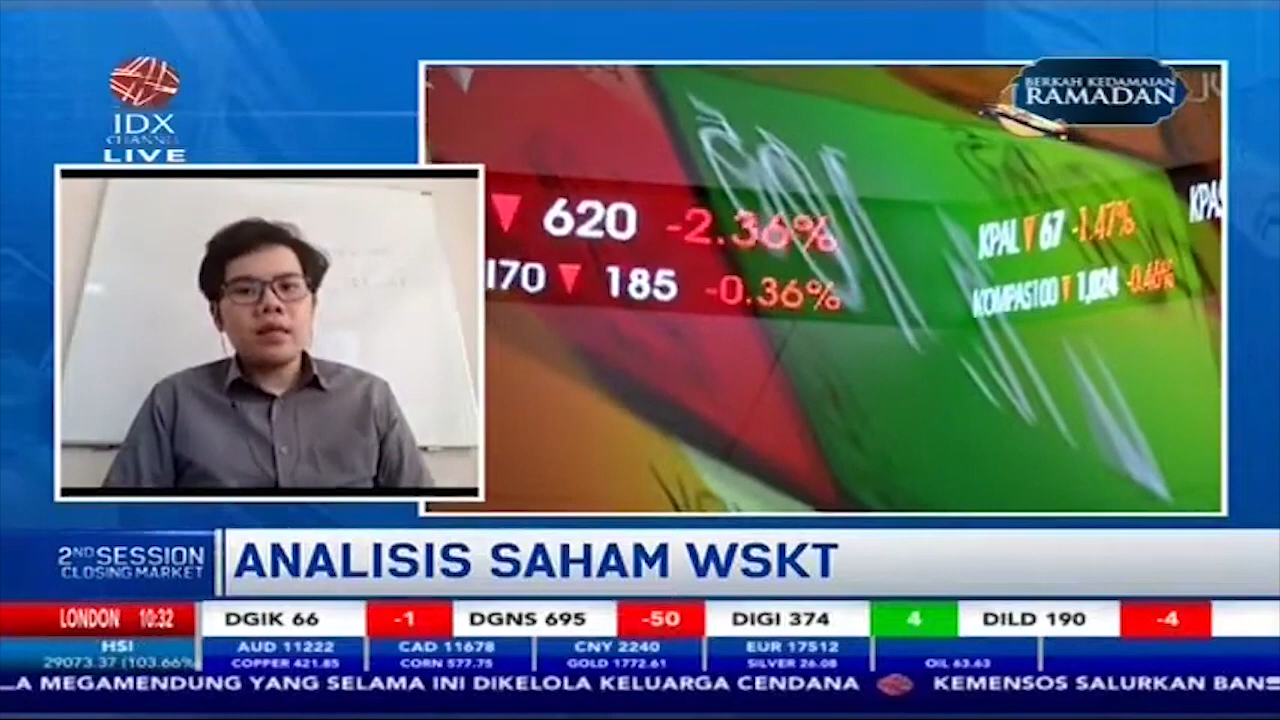 IDX
CHANNEL
LIVE
BERKAH KEDAMAIAN
RAMADAN
620 -2.36%
I70 185 -0.36%
KPAL 67 -1.47%
KOMPAS100 1,024 -0.46%
KPAS
2ND SESSION
CLOSING MARKET
ANALISIS SAHAM WSKT
LONDON 10:32
DGIK 66 -1 DGNS 695 -50 DIGI 374 4 DILD 190 -4
HSI
29073.37 (103.66%
AUD 11222 CAD 11678 CNY 2240 EUR 17512
COPPER 421.85 CORN 577.75 GOLD 1772.61 SILVER 26.08 OIL 63.63
LA MEGAMENDUNG YANG SELAMA INI DIKELOLA KELUARGA CENDANA KEMENSOS SALURKAN BANS